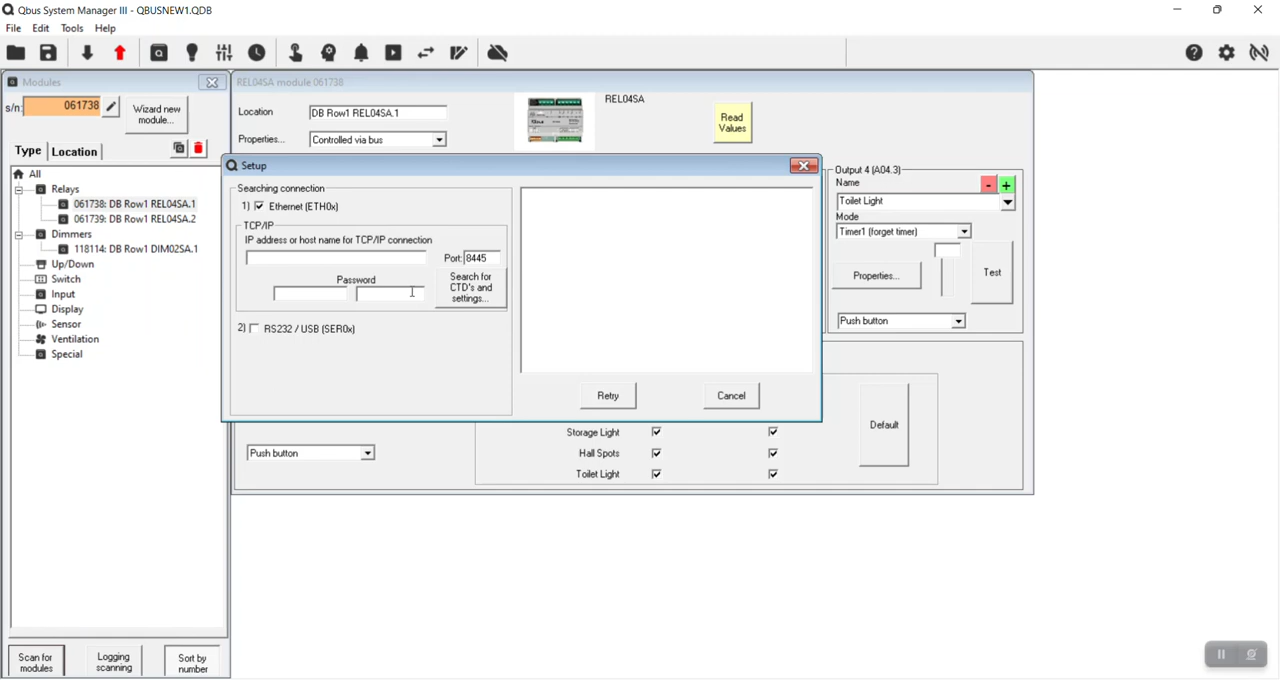 Qbus System Manager III - QBUSNEW1.QDB
File Edit Tools Help
Modules
s/n: 061738
Wizard new
module...
Type Location
All
Relays
061738: DB Row1 REL04SA.1
061739: DB Row1 REL04SA.2
Dimmers
118114: DB Row1 DIM02SA.1
Up/Down
Switch
Input
Display
Sensor
Ventilation
Special
Scan for
modules
Logging
scanning
Sort by
number
REL04SA module 061738
Location DB Row1 REL04SA.1
Properties... Controlled via bus
REL04SA
Read
Values
Setup
Searching connection
1) Ethernet (ETH0x)
TCP/IP
IP address or host name for TCP/IP connection
Port: 8445
Password
Search for
CTD's and
settings...
2) RS232 / USB (SER0x)
Retry Cancel
Output 4 (A04.3)
Name - +
Toilet Light
Mode
Timer1 (forget timer)
Properties...
Test
Push button
Push button
Storage Light
Hall Spots
Toilet Light
Default